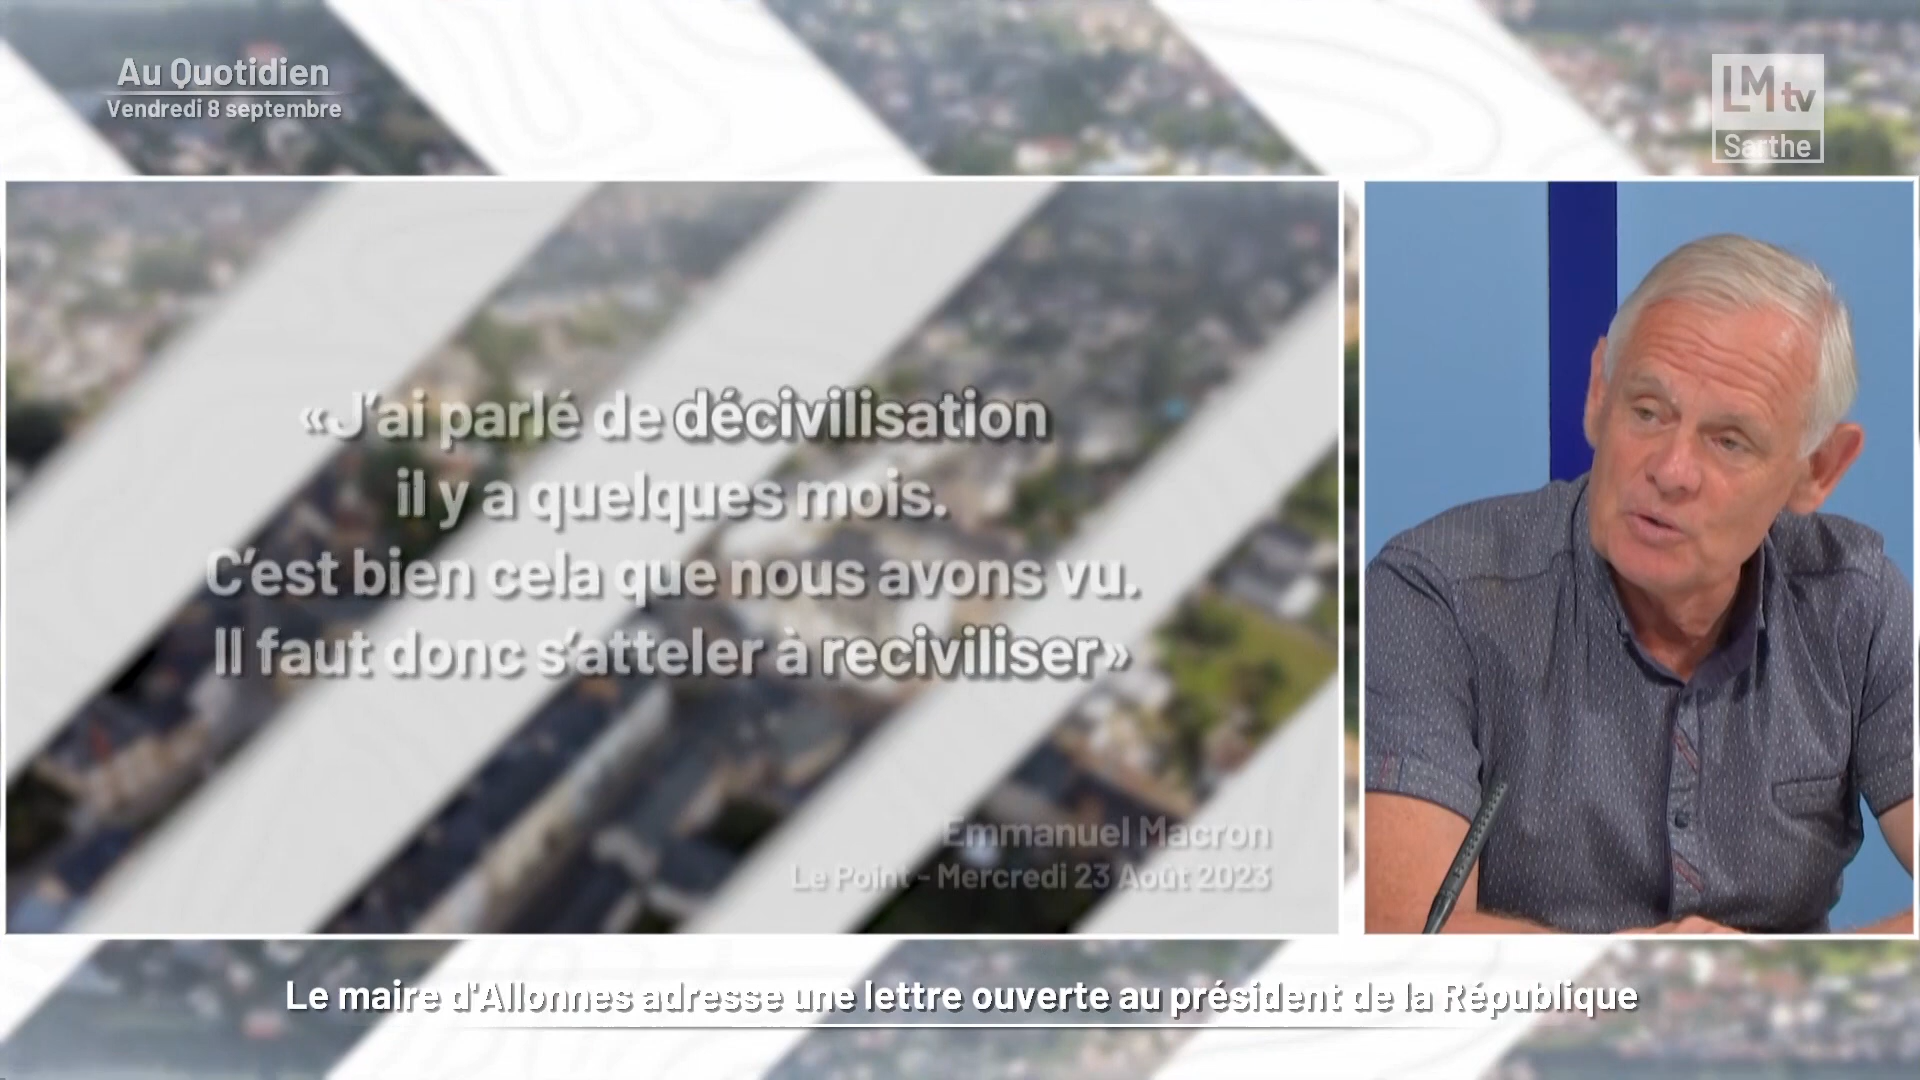 Au Quotidien
Vendredi 8 septembre
LMtv
Sarthe
«J'ai parlé de décivilisation
il y a quelques mois.
C'est bien cela que nous avons vu.
Il faut donc s'atteler à reciviliser»
Emmanuel Macron
Le Point - Mercredi 23 Août 2023
Le maire d'Allonnes adresse une lettre ouverte au président de la République